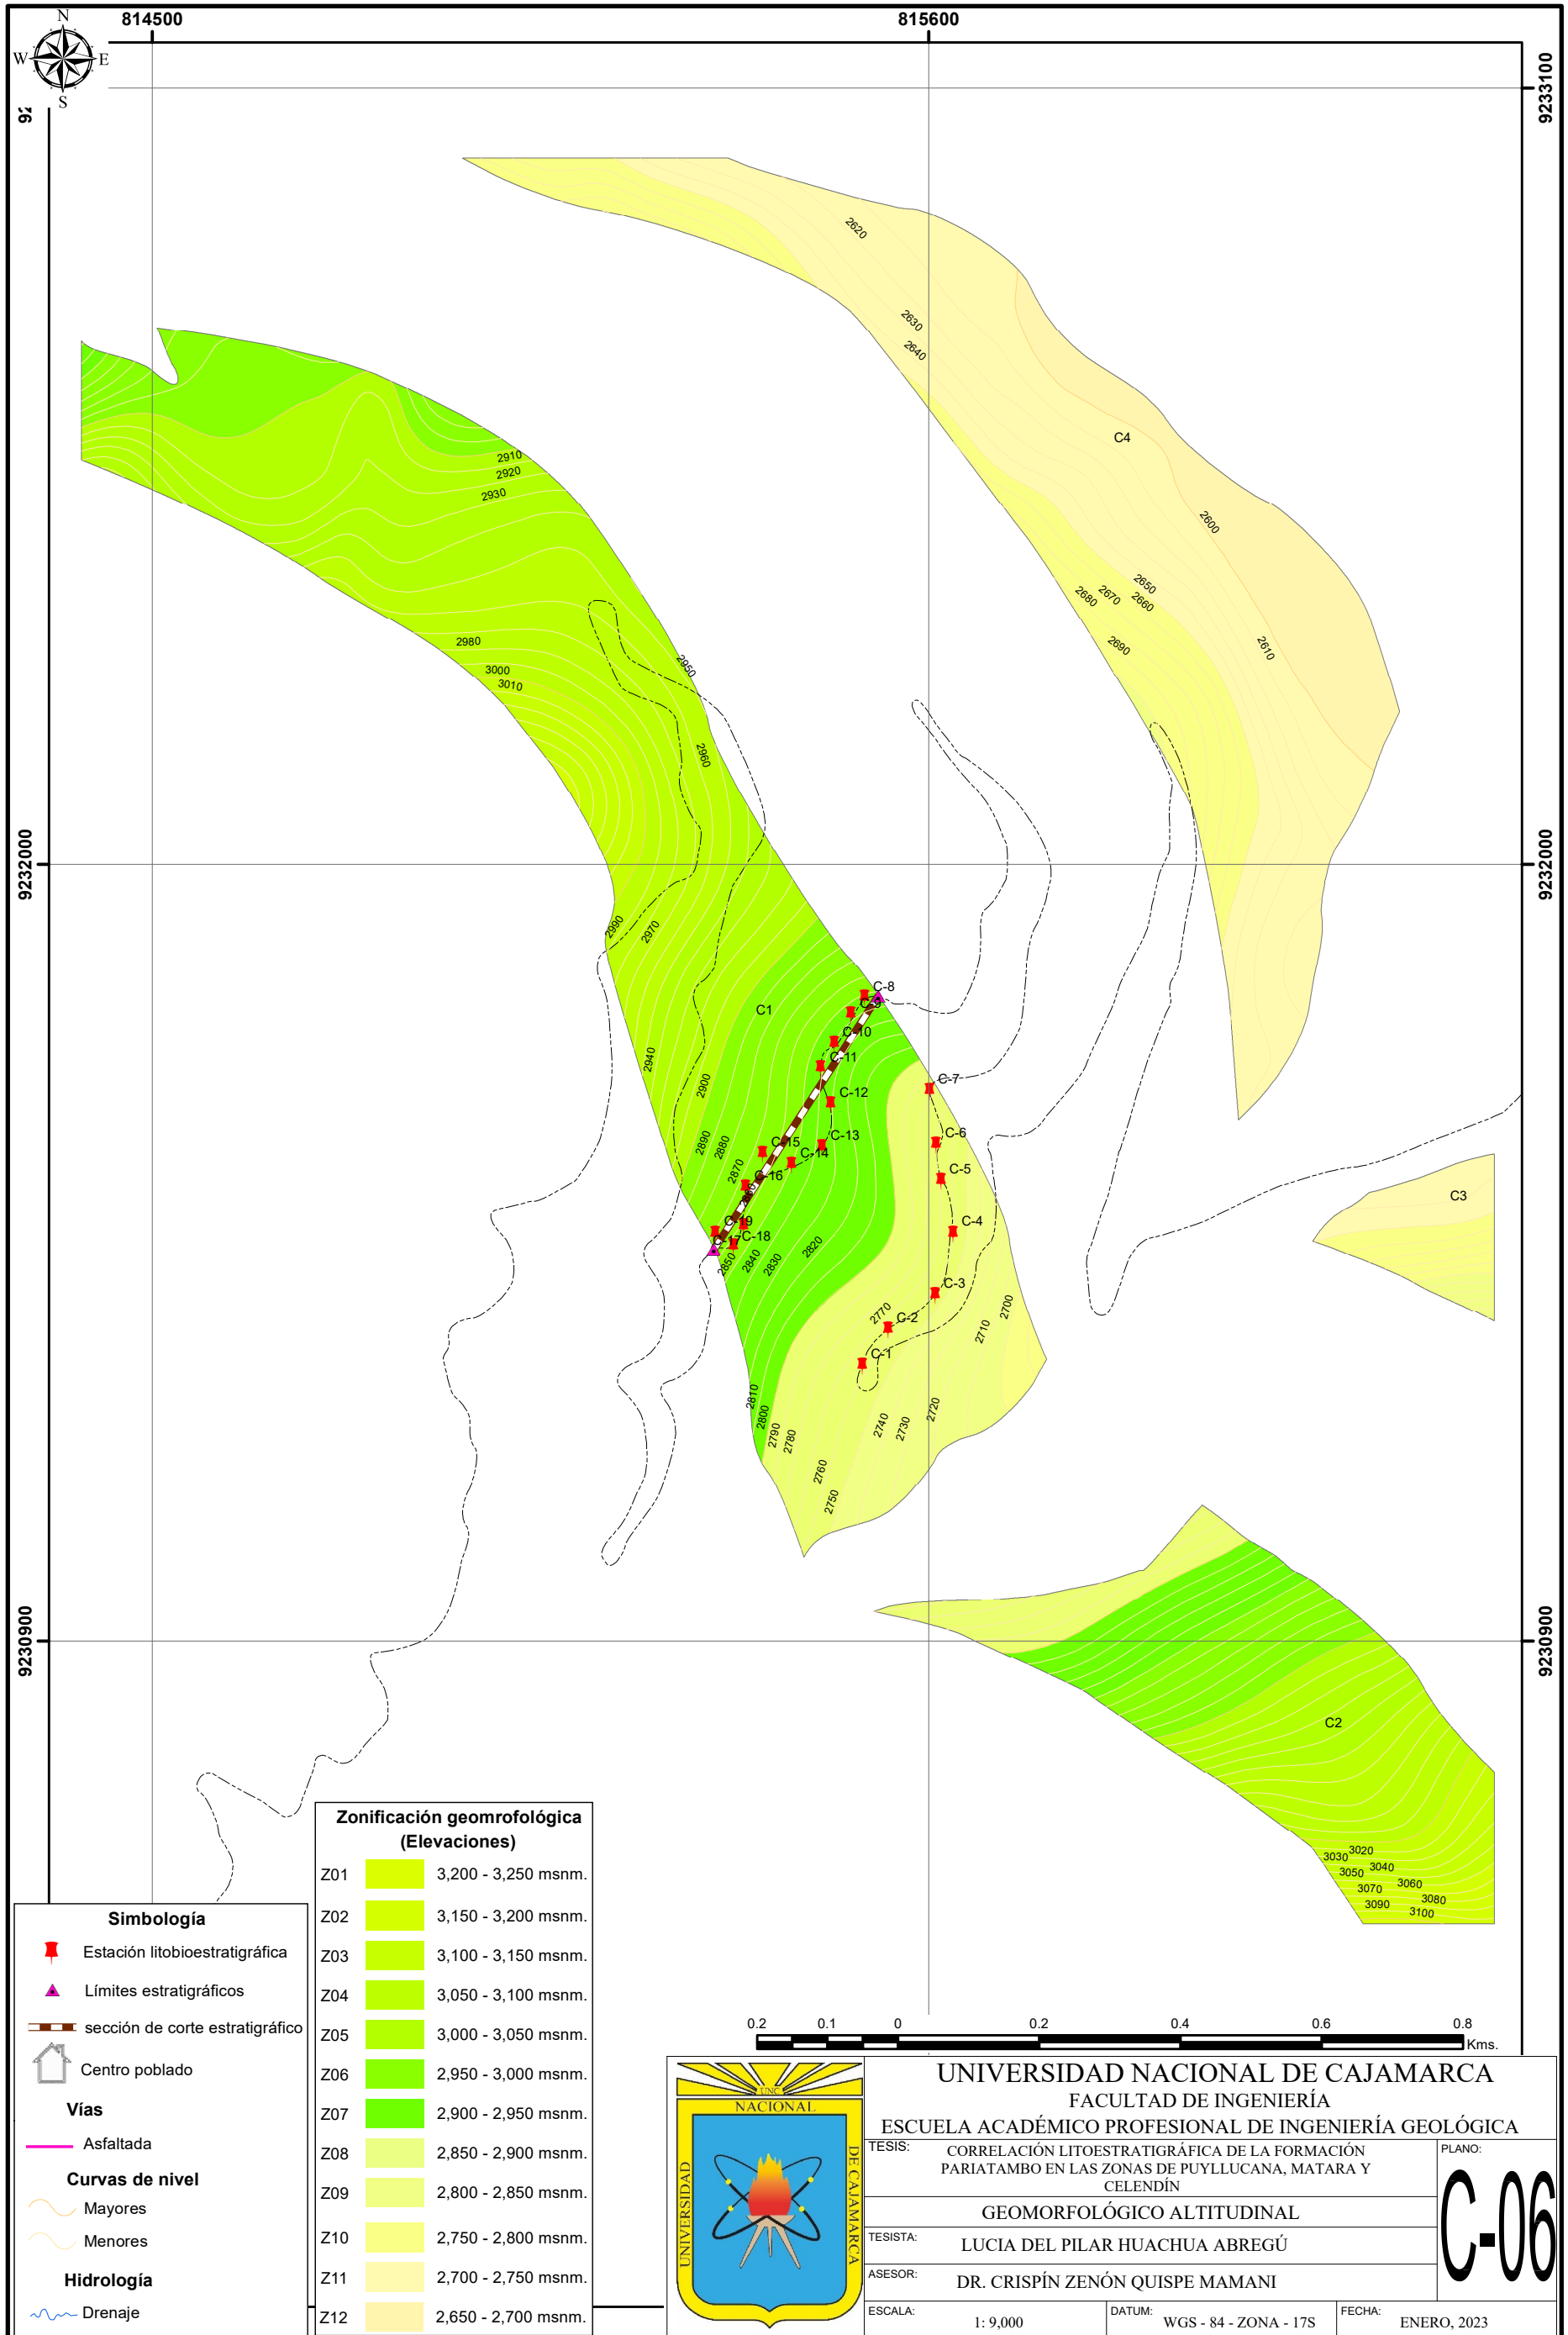 814500
815600
N
W
E
S
9233100
2620
2630
2640
C4
2600
2910
2920
2930
2650
2670
2680
2660
2690
2610
2980
2950
3000
3010
2960
9232000
9232000
2990
2970
C-8
C-9
C1
C-10
2940
C-11
2900
C-7
C-12
2890
2880
C-13
C-6
C-15
C-14
2870
C-16
C-5
C3
2860
C-19
C-4
C-17
C-18
2820
2850
2840
2830
C-3
2700
2770
C-2
2710
C-1
2810
2800
2720
2790
2780
2740
2730
2760
2750
9230900
9230900
C2
3020
3030
3040
3050
3060
3070
3080
3090
3100
Zonificación geomrofológica
(Elevaciones)
Z01 3,200 - 3,250 msnm.
Z02 3,150 - 3,200 msnm.
Z03 3,100 - 3,150 msnm.
Z04 3,050 - 3,100 msnm.
Z05 3,000 - 3,050 msnm.
Z06 2,950 - 3,000 msnm.
Z07 2,900 - 2,950 msnm.
Z08 2,850 - 2,900 msnm.
Z09 2,800 - 2,850 msnm.
Z10 2,750 - 2,800 msnm.
Z11 2,700 - 2,750 msnm.
Z12 2,650 - 2,700 msnm.
Simbología
Estación litobioestratigráfica
Límites estratigráficos
sección de corte estratigráfico
Centro poblado
Vías
Asfaltada
Curvas de nivel
Mayores
Menores
Hidrología
Drenaje
0.2 0.1 0 0.2 0.4 0.6 0.8
Kms.
UNC
NACIONAL
UNIVERSIDAD
DE CAJAMARCA
UNIVERSIDAD NACIONAL DE CAJAMARCA
FACULTAD DE INGENIERÍA
ESCUELA ACADÉMICO PROFESIONAL DE INGENIERÍA GEOLÓGICA
TESIS: CORRELACIÓN LITOESTRATIGRÁFICA DE LA FORMACIÓN
PARIATAMBO EN LAS ZONAS DE PUYLLUCANA, MATARA Y
CELENDÍN
GEOMORFOLÓGICO ALTITUDINAL
TESISTA: LUCIA DEL PILAR HUACHUA ABREGÚ
ASESOR: DR. CRISPÍN ZENÓN QUISPE MAMANI
ESCALA: 1: 9,000
DATUM: WGS - 84 - ZONA - 17S
FECHA: ENERO, 2023
PLANO:
C-06